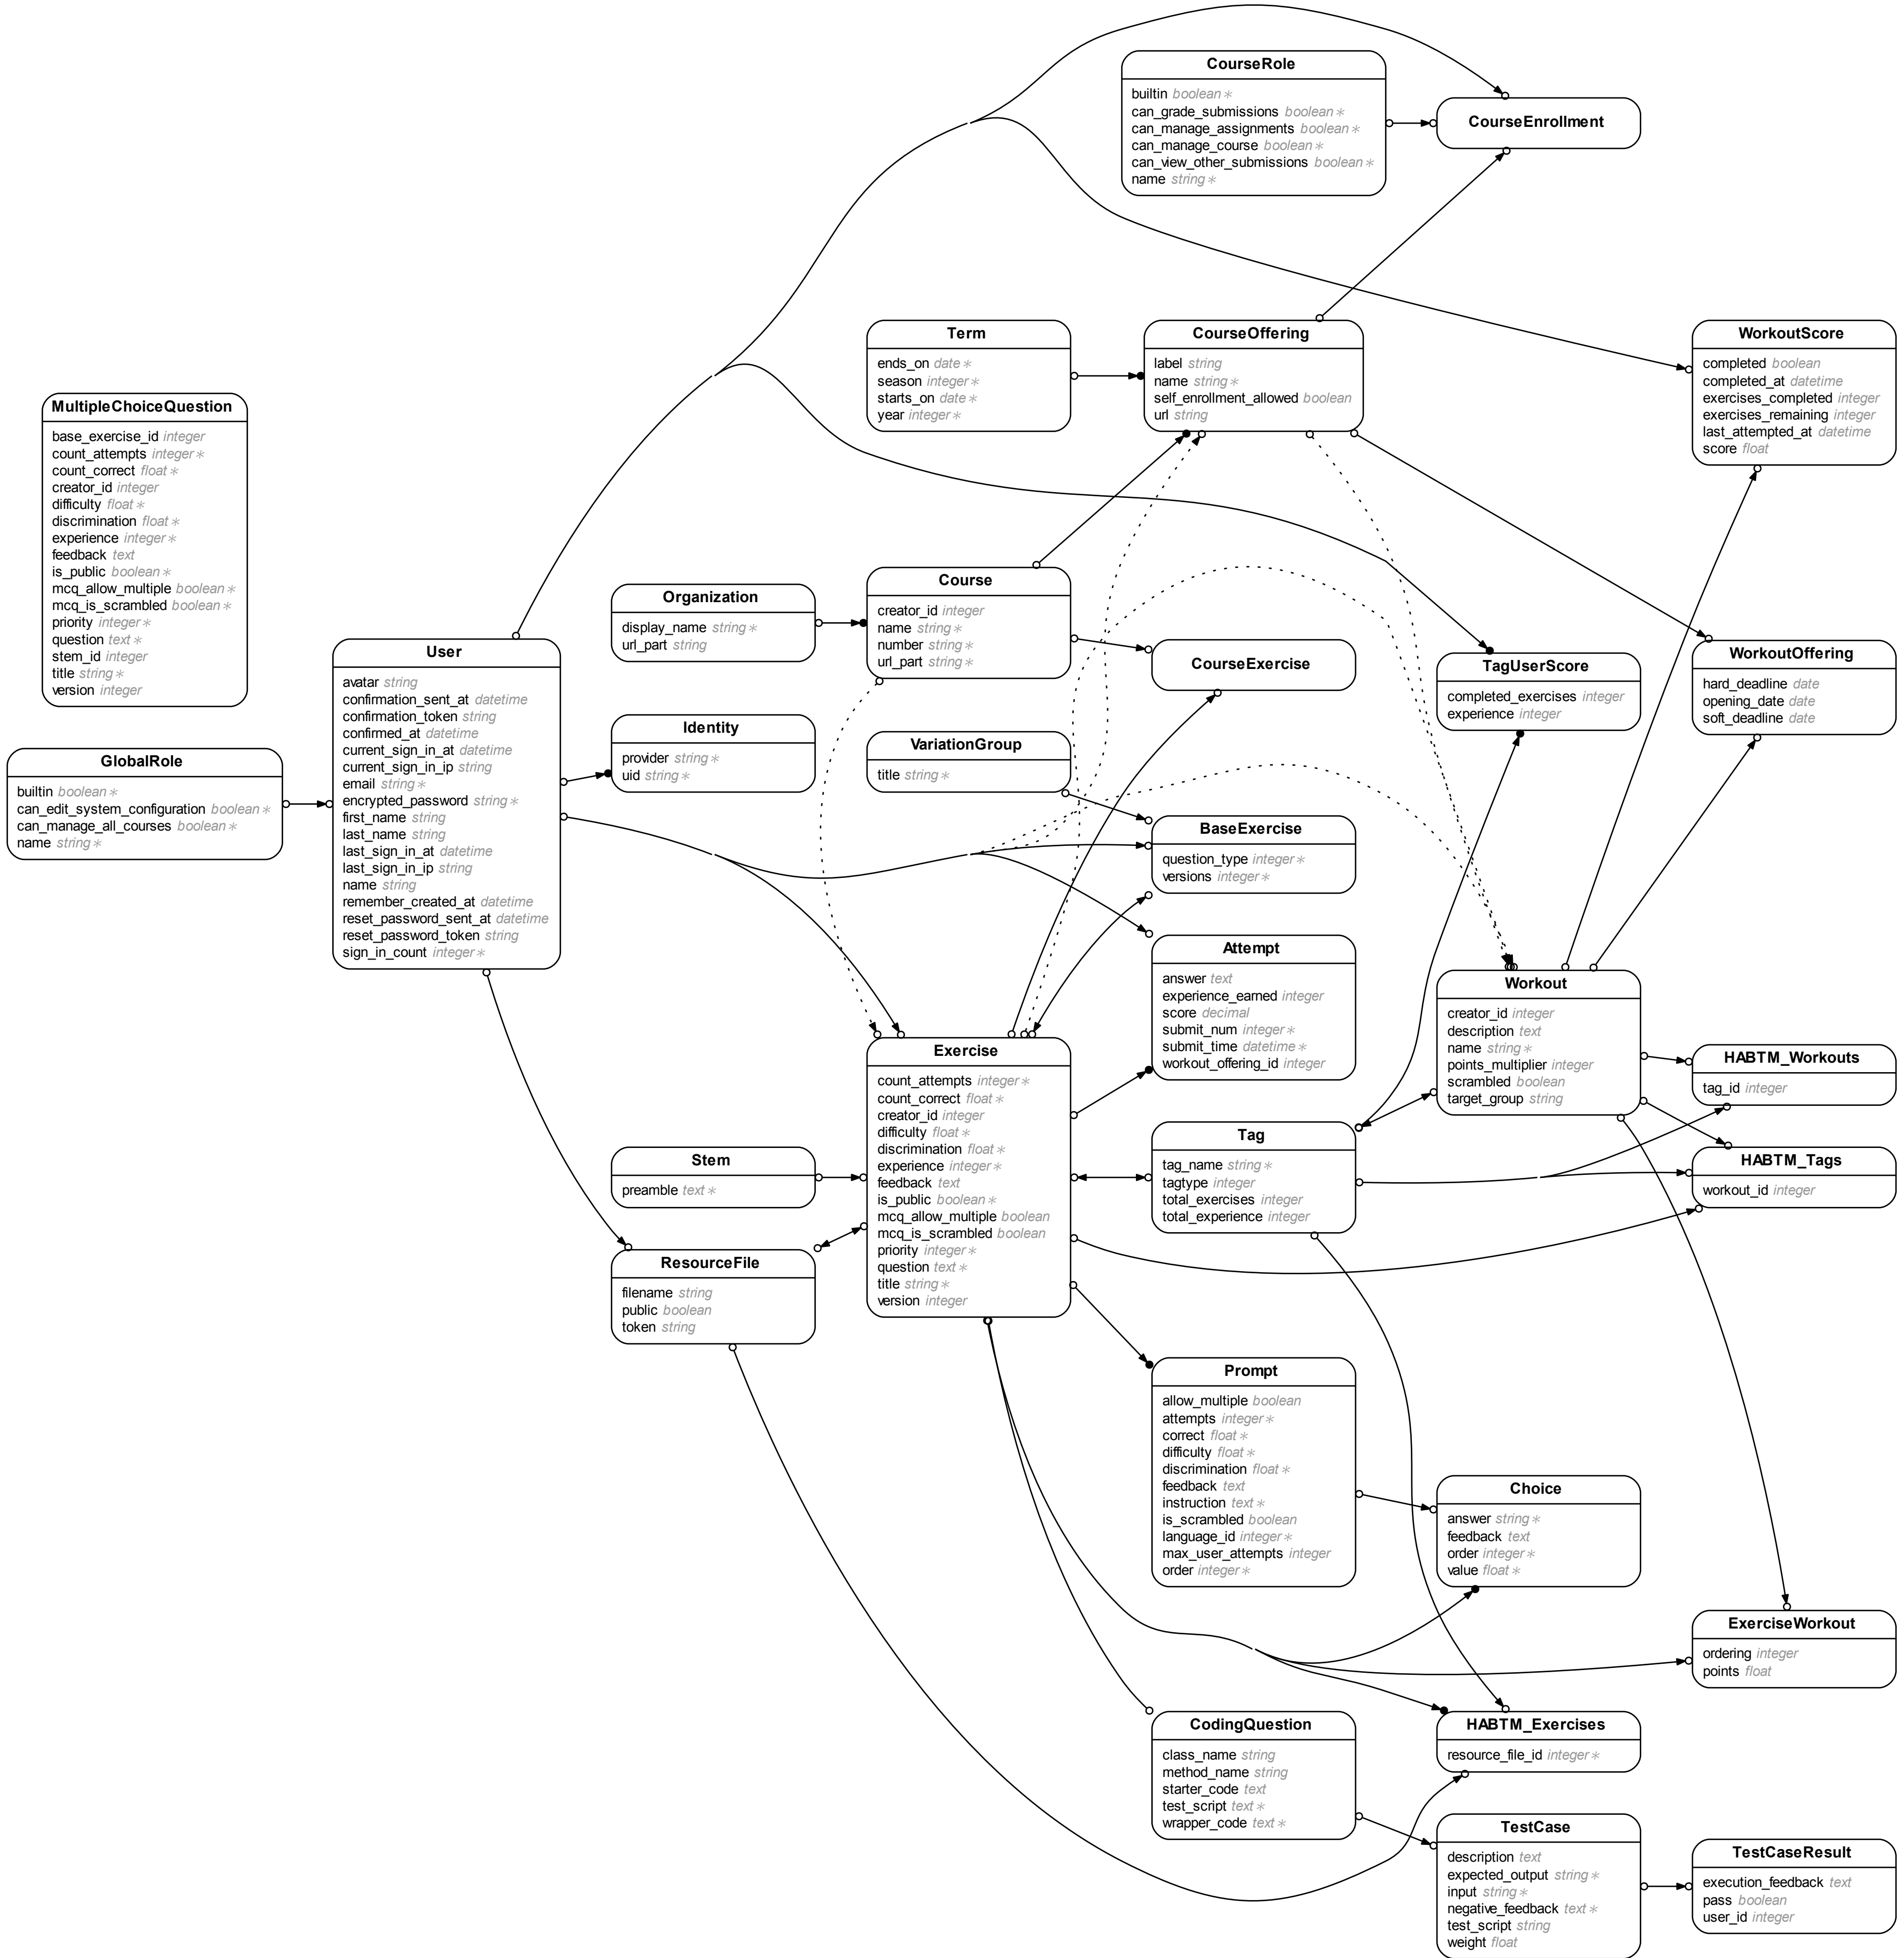 CourseRole
builtin boolean ∗
can_grade_submissions boolean ∗
can_manage_assignments boolean ∗
can_manage_course boolean ∗
can_view_other_submissions boolean ∗
name string ∗
CourseEnrollment
Term
ends_on date ∗
season integer ∗
starts_on date ∗
year integer ∗
CourseOffering
label string
name string ∗
self_enrollment_allowed boolean
url string
WorkoutScore
completed boolean
completed_at datetime
exercises_completed integer
exercises_remaining integer
last_attempted_at datetime
score float
MultipleChoiceQuestion
base_exercise_id integer
count_attempts integer ∗
count_correct float ∗
creator_id integer
difficulty float ∗
discrimination float ∗
experience integer ∗
feedback text
is_public boolean ∗
mcq_allow_multiple boolean ∗
mcq_is_scrambled boolean ∗
priority integer ∗
question text ∗
stem_id integer
title string ∗
version integer
GlobalRole
builtin boolean ∗
can_edit_system_configuration boolean ∗
can_manage_all_courses boolean ∗
name string ∗
User
avatar string
confirmation_sent_at datetime
confirmation_token string
confirmed_at datetime
current_sign_in_at datetime
current_sign_in_ip string
email string ∗
encrypted_password string ∗
first_name string
last_name string
last_sign_in_at datetime
last_sign_in_ip string
name string
remember_created_at datetime
reset_password_sent_at datetime
reset_password_token string
sign_in_count integer ∗
Organization
display_name string ∗
url_part string
Course
creator_id integer
name string ∗
number string ∗
url_part string ∗
CourseExercise
TagUserScore
completed_exercises integer
experience integer
WorkoutOffering
hard_deadline date
opening_date date
soft_deadline date
Identity
provider string ∗
uid string ∗
VariationGroup
title string ∗
BaseExercise
question_type integer ∗
versions integer ∗
Attempt
answer text
experience_earned integer
score decimal
submit_num integer ∗
submit_time datetime ∗
workout_offering_id integer
Workout
creator_id integer
description text
name string ∗
points_multiplier integer
scrambled boolean
target_group string
HABTM_Workouts
tag_id integer
HABTM_Tags
workout_id integer
Exercise
count_attempts integer ∗
count_correct float ∗
creator_id integer
difficulty float ∗
discrimination float ∗
experience integer ∗
feedback text
is_public boolean ∗
mcq_allow_multiple boolean
mcq_is_scrambled boolean
priority integer ∗
question text ∗
title string ∗
version integer
Tag
tag_name string ∗
tagtype integer
total_exercises integer
total_experience integer
Stem
preamble text ∗
ResourceFile
filename string
public boolean
token string
Prompt
allow_multiple boolean
attempts integer ∗
correct float ∗
difficulty float ∗
discrimination float ∗
feedback text
instruction text ∗
is_scrambled boolean
language_id integer ∗
max_user_attempts integer
order integer ∗
Choice
answer string ∗
feedback text
order integer ∗
value float ∗
ExerciseWorkout
ordering integer
points float
CodingQuestion
class_name string
method_name string
starter_code text
test_script text ∗
wrapper_code text ∗
HABTM_Exercises
resource_file_id integer ∗
TestCase
description text
expected_output string ∗
input string ∗
negative_feedback text ∗
test_script string
weight float
TestCaseResult
execution_feedback text
pass boolean
user_id integer